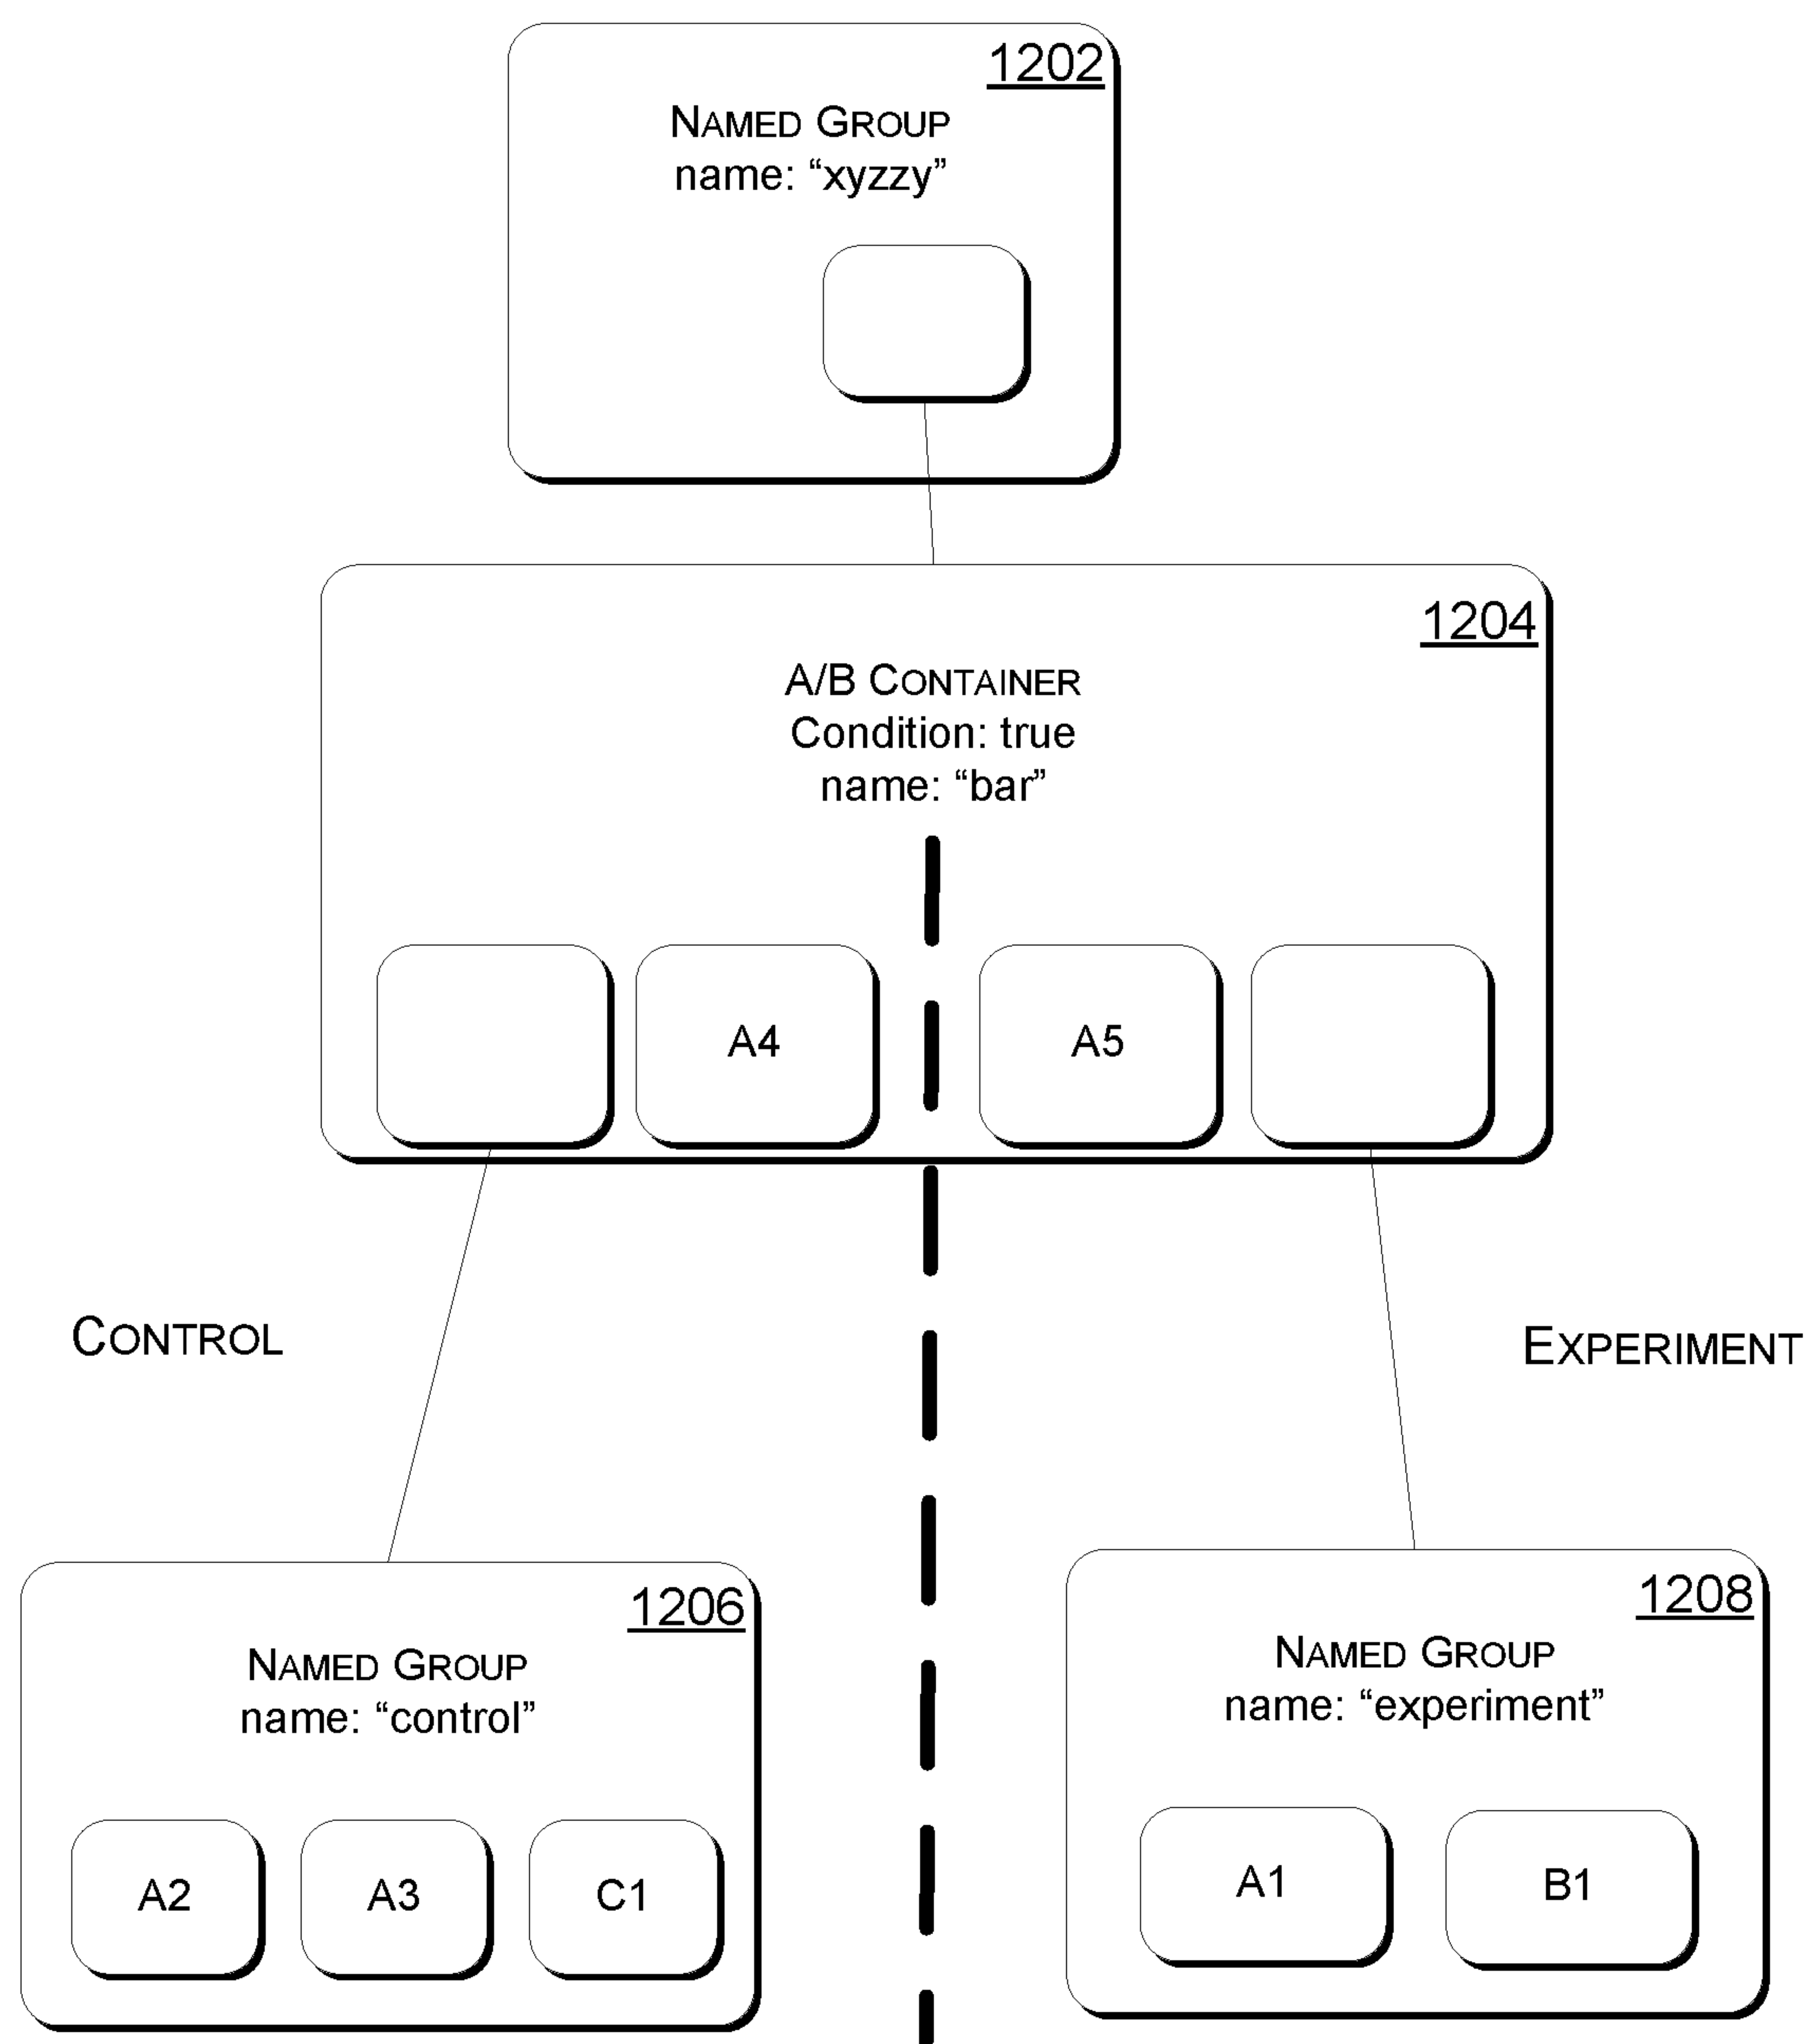 1202
NAMED GROUP
name: “xyzzy”
1204
A/B CONTAINER
Condition: true
name: “bar”
A4
A5
CONTROL
EXPERIMENT
1206
NAMED GROUP
name: “control”
A2
A3
C1
1208
NAMED GROUP
name: “experiment”
A1
B1